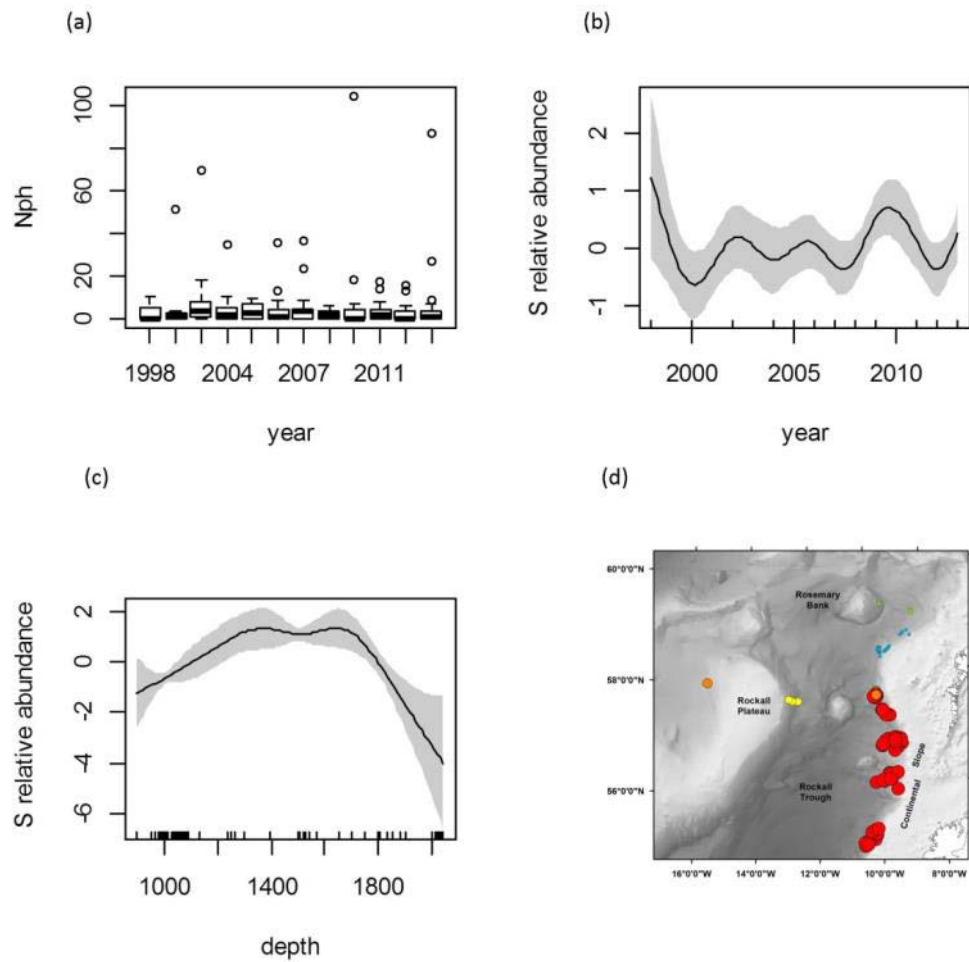 (a)
Nph
100
60
20
0
1998 2004 2007 2011
year
(b)
S relative abundance
2
1
0
-1
2000 2005 2010
year
(c)
S relative abundance
2
0
-2
-4
-6
1000 1400 1800
depth
(d)
60°0'0"N
58°0'0"N
56°0'0"N
Rosemary
Bank
Rockall
Plateau
Rockall
Trough
Continental Slope
16°0'0"W 14°0'0"W 12°0'0"W 10°0'0"W 8°0'0"W